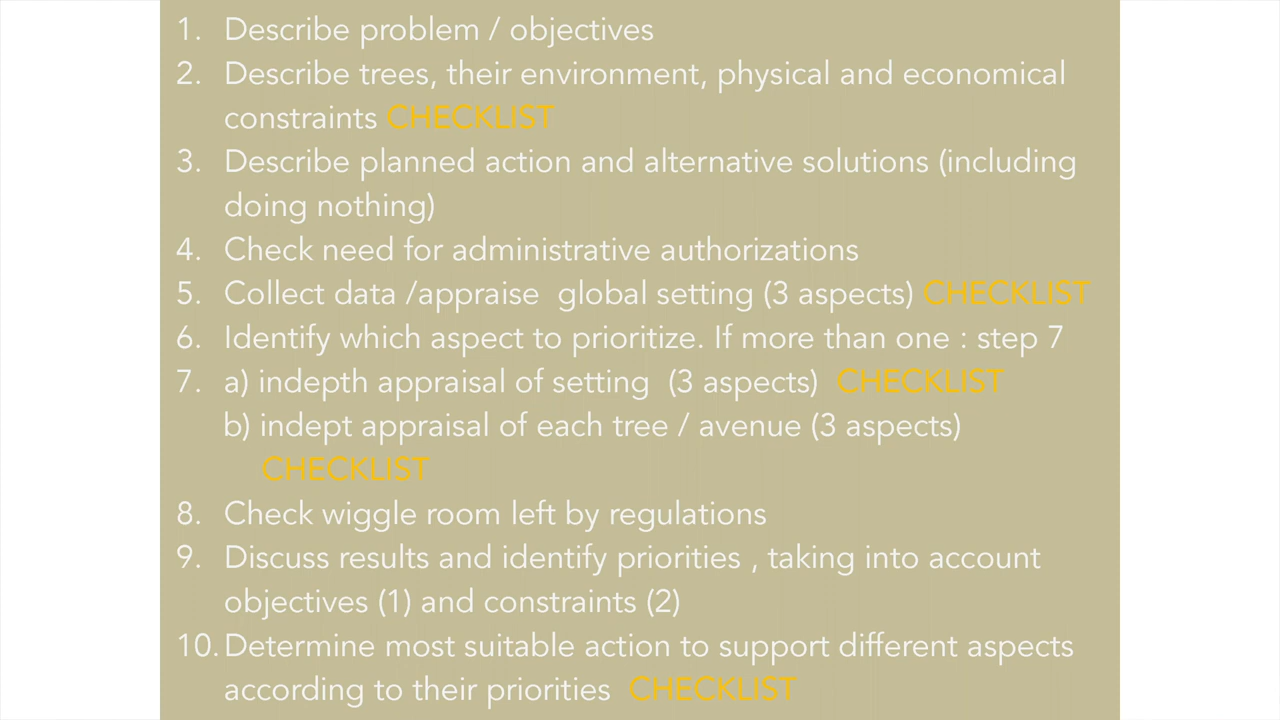 1. Describe problem / objectives
2. Describe trees, their environment, physical and economical
constraints CHECKLIST
3. Describe planned action and alternative solutions (including
doing nothing)
4. Check need for administrative authorizations
5. Collect data /appraise global setting (3 aspects) CHECKLIST
6. Identify which aspect to prioritize. If more than one : step 7
7. a) indepth appraisal of setting (3 aspects) CHECKLIST
b) indept appraisal of each tree / avenue (3 aspects)
CHECKLIST
8. Check wiggle room left by regulations
9. Discuss results and identify priorities , taking into account
objectives (1) and constraints (2)
10. Determine most suitable action to support different aspects
according to their priorities CHECKLIST